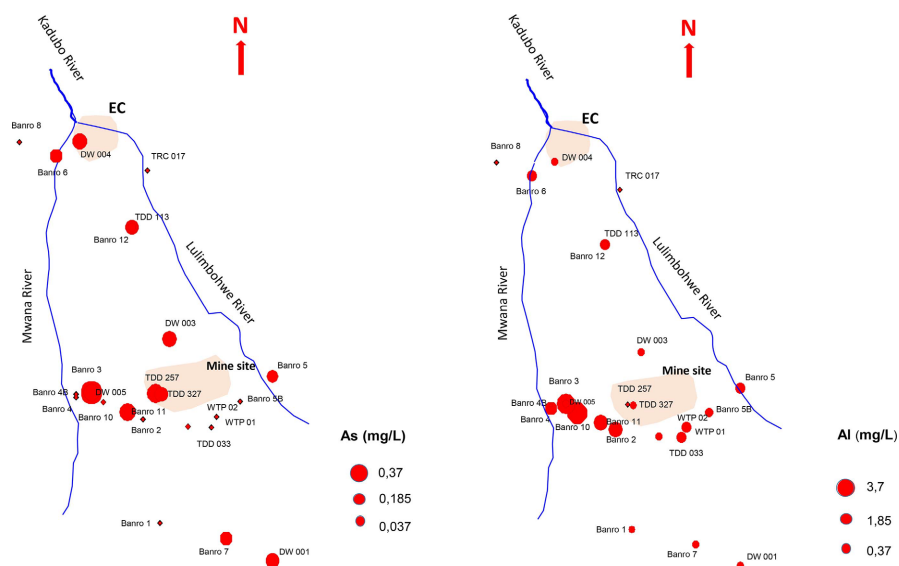 Kadubo River
N
EC
Banro 8
DW 004
Banro 6
TRC 017
TDD 113
Banro 12
Mwana River
Lulimbohwe River
DW 003
Mine site
Banro 3
TDD 257
Banro 5
Banro 4B
DW 005
TDD 327
Banro 4
WTP 02
Banro 5B
Banro 10
Banro 11
WTP 01
Banro 2
TDD 033
As (mg/L)
0,37
0,185
0,037
Banro 1
Banro 7
DW 001
Kadubo River
N
EC
Banro 8
DW 004
Banro 6
TRC 017
TDD 113
Banro 12
Mwana River
Lulimbohwe River
DW 003
Mine site
Banro 3
TDD 257
Banro 5
Banro 4B
DW 005
TDD 327
Banro 5B
Banro 4
WTP 02
Banro 10
Banro 11
WTP 01
Banro 2
TDD 033
Al (mg/L)
3,7
1,85
0,37
Banro 1
Banro 7
DW 001